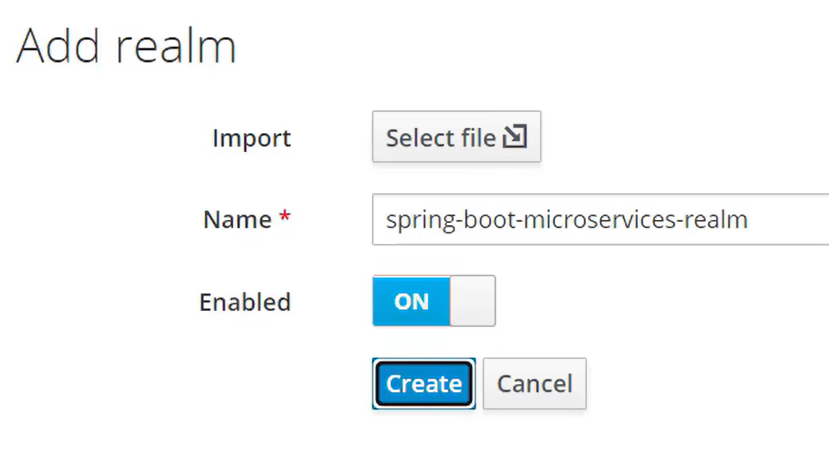 Add realm
Import Select file
Name * spring-boot-microservices-realm
Enabled ON
Create Cancel